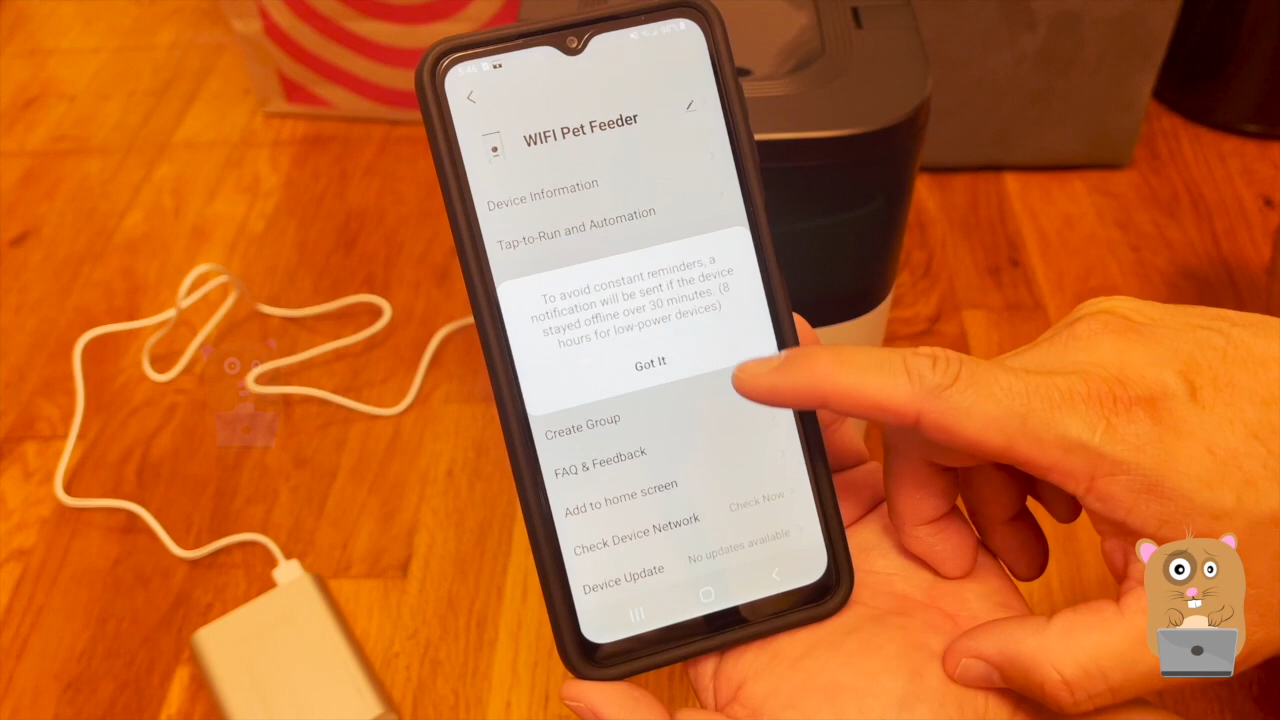 WIFI Pet Feeder
Device Information
Tap-to-Run and Automation
To avoid constant reminders, a
notification will be sent if the device
stayed offline over 30 minutes. (8
hours for low-power devices)
Got It
Create Group
FAQ & Feedback
Add to home screen
Check Device Network Check Now
Device Update No updates available